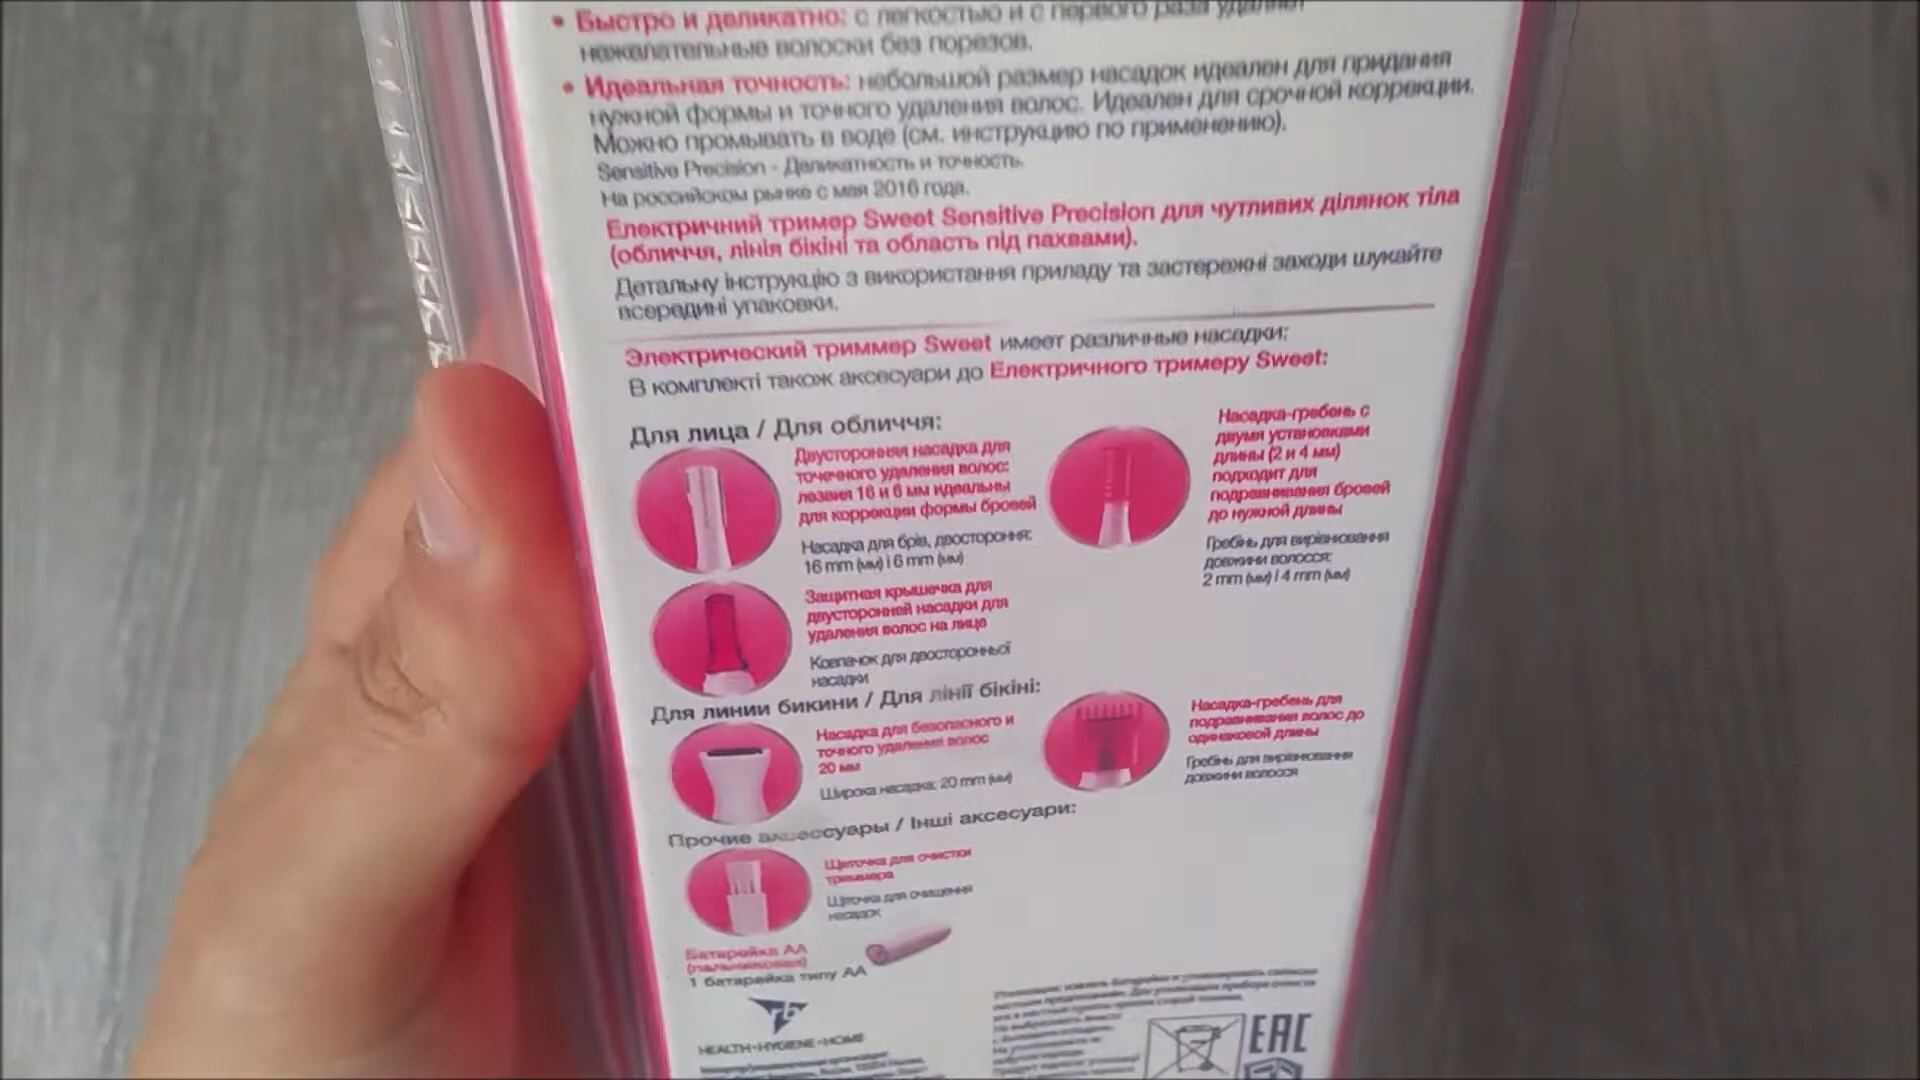 • Быстро и деликатно: с легкостью и с первого раза удаляет
нежелательные волоски без порезов.
• Идеальная точность: небольшой размер насадок идеален для придания
нужной формы и точного удаления волос. Идеален для срочной коррекции.
Можно промывать в воде (см. инструкцию по применению).
Sensitive Precision - Деликатность и точность.
На российском рынке с мая 2016 года.
Електричний тример Sweet Sensitive Precision для чутливих ділянок тіла
(обличчя, лінія бікіні та область під пахвами).
Детальну інструкцію з використання приладу та застережні заходи шукайте
всередині упаковки.
Электрический триммер Sweet имеет различные насадки:
В комплекті також аксесуари до Електричного тримеру Sweet:
Для лица / Для обличчя:
Двусторонняя насадка для
точечного удаления волос:
лезвия 16 и 6 мм идеальны
для коррекции формы бровей
Насадка для брів, двостороння:
16 mm (мм) і 6 mm (мм)
Насадка-гребень с
двумя установками
длины (2 и 4 мм)
подходит для
подравнивания бровей
до нужной длины
Гребінь для вирівнювання
довжини волосся:
2 mm (мм) і 4 mm (мм)
Защитная крышечка для
двусторонней насадки для
удаления волос на лице
Ковпачок для двосторонньої
насадки
Для линии бикини / Для лінії бікіні:
Насадка для безопасного и
точного удаления волос
20 мм
Широка насадка: 20 mm (мм)
Насадка-гребень для
подравнивания волос до
одинаковой длины
Гребінь для вирівнювання
довжини волосся
Прочие аксессуары / Інші аксесуари:
Щеточка для очистки
триммера
Щіточка для очищення
насадок
Батарейка АА
(пальчиковая)
1 батарейка типу АА
rb
HEALTH • HYGIENE • HOME
EAC